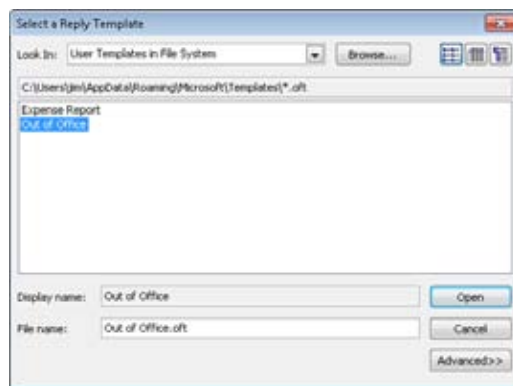 Select a Reply Template
Look In: User Templates in File System Browse...
C:\Users\jim\AppData\Roaming\Microsoft\Templates\*.oft
Expense Report
Out of Office
Display name: Out of Office Open
File name: Out of Office.oft Cancel
Advanced>>